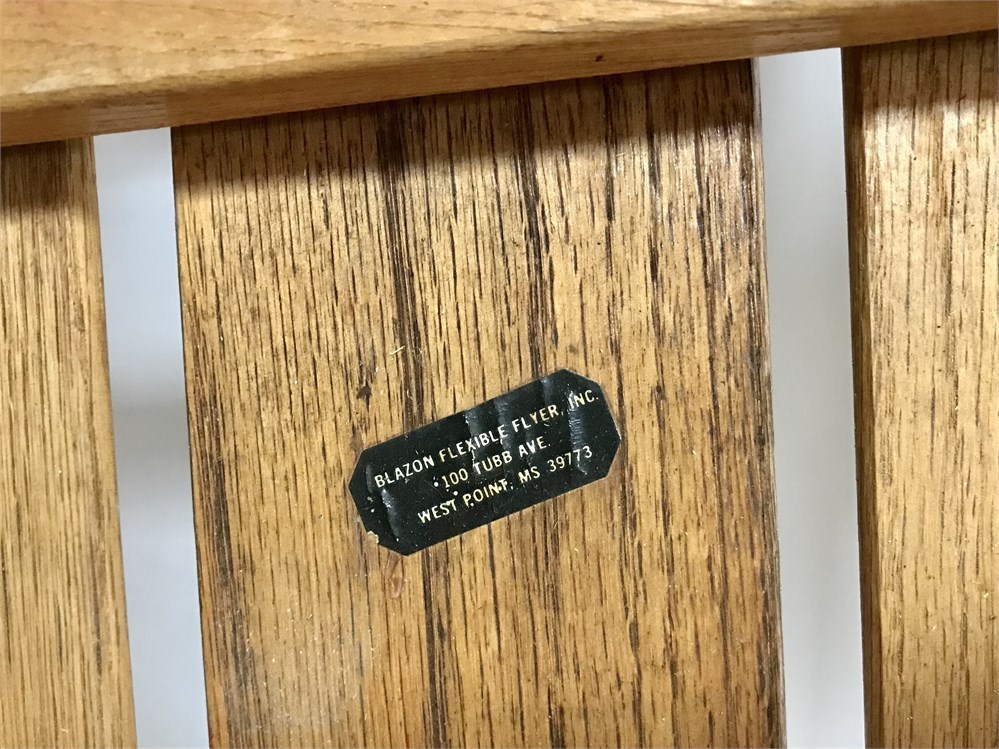 BLAZON FLEXIBLE FLYER, INC.
100 TUBB AVE.
WEST POINT, MS 39773